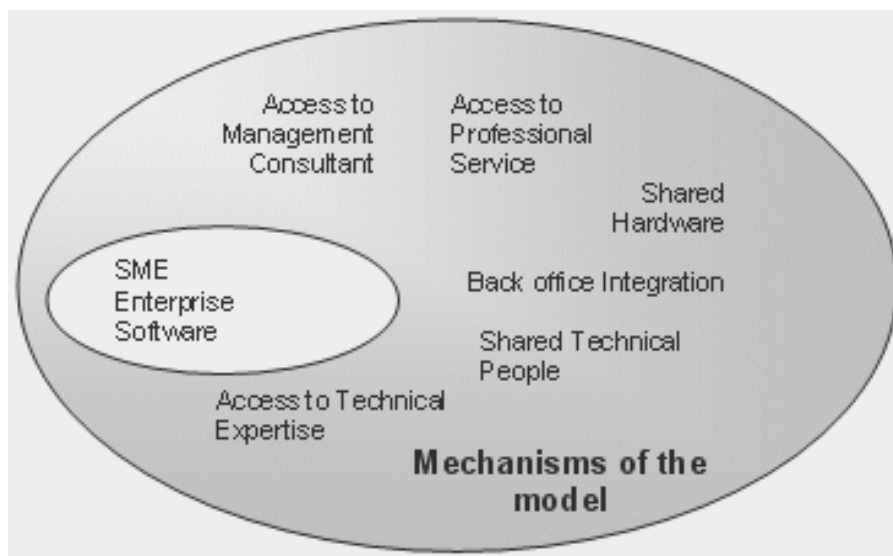 Access to
Management
Consultant
Access to
Professional
Service
Shared
Hardware
SME
Enterprise
Software
Back office Integration
Shared Technical
People
Access to Technical
Expertise
Mechanisms of the
model